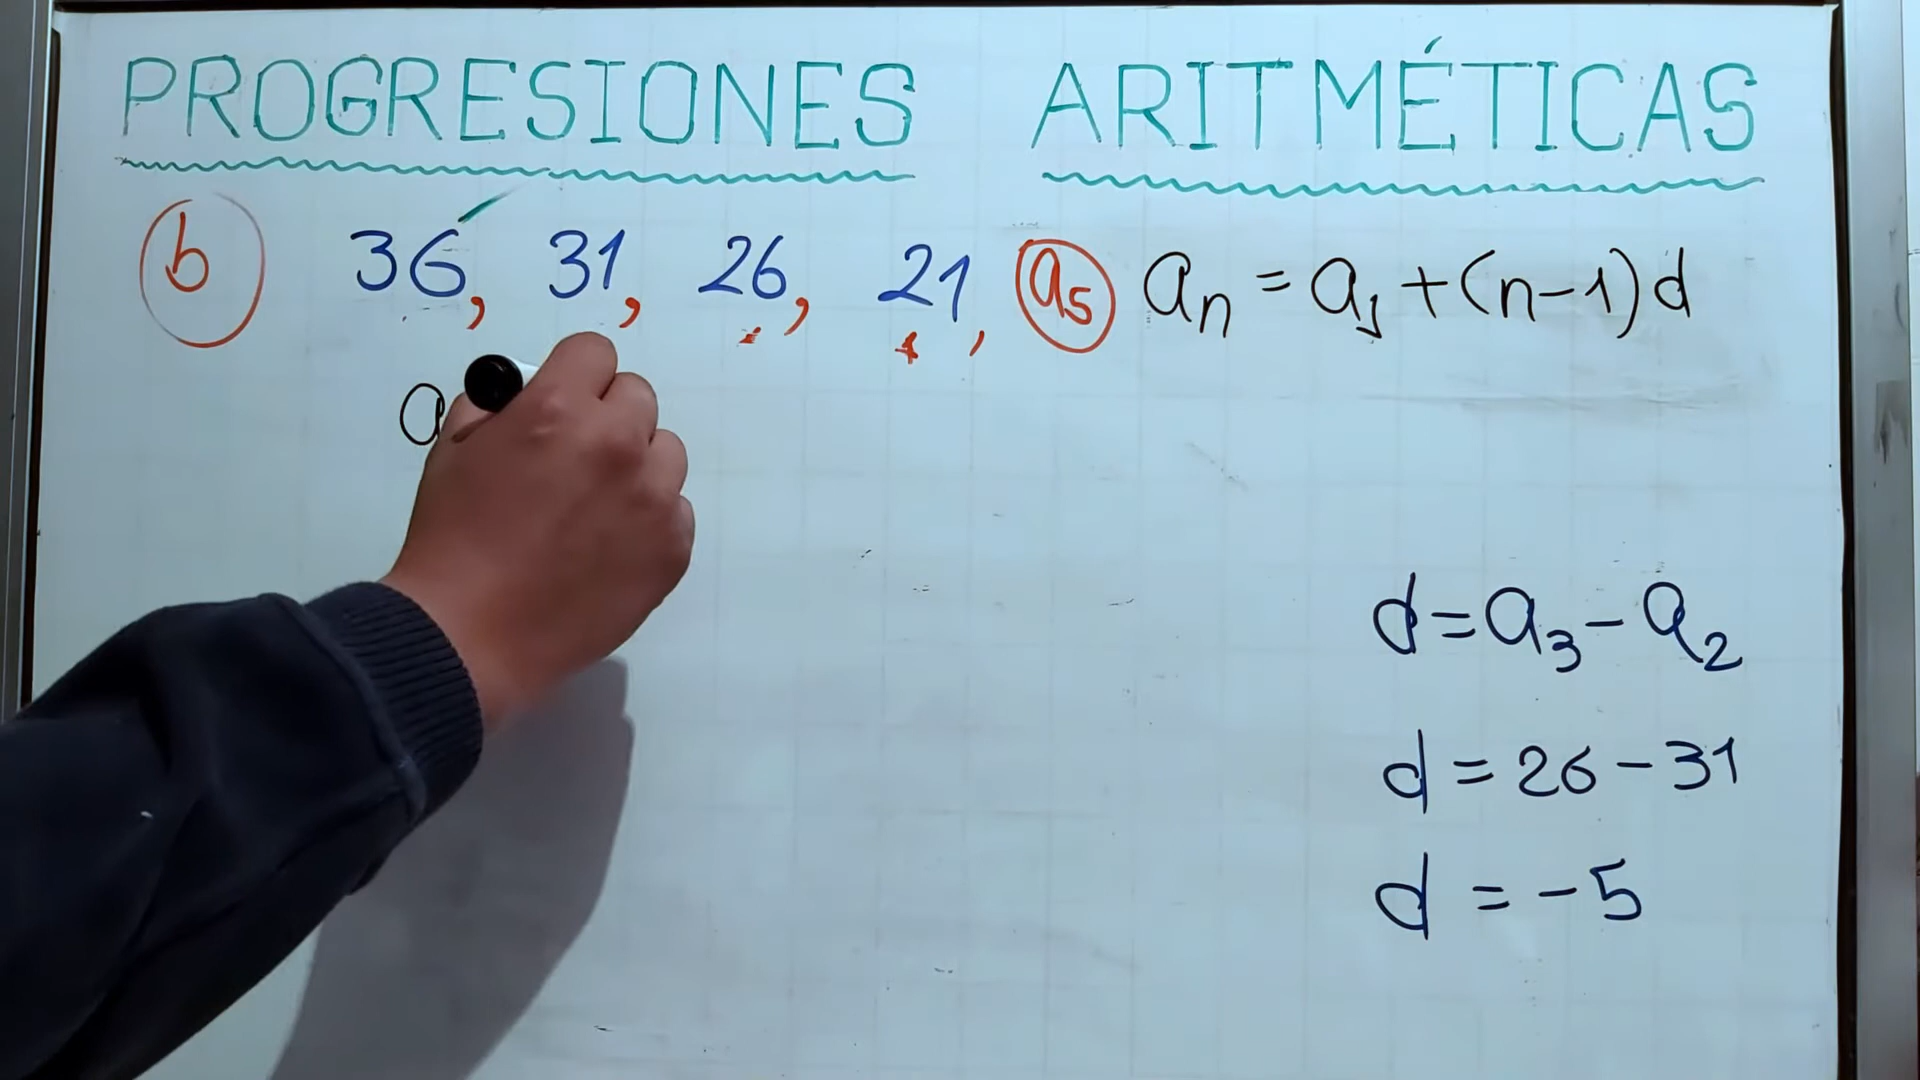 PROGRESIONES ARITMÉTICAS
b 36, 31, 26, 21, a₅ aₙ = a₁ + (n-1)d
a
d = a₃ - a₂
d = 26 - 31
d = -5